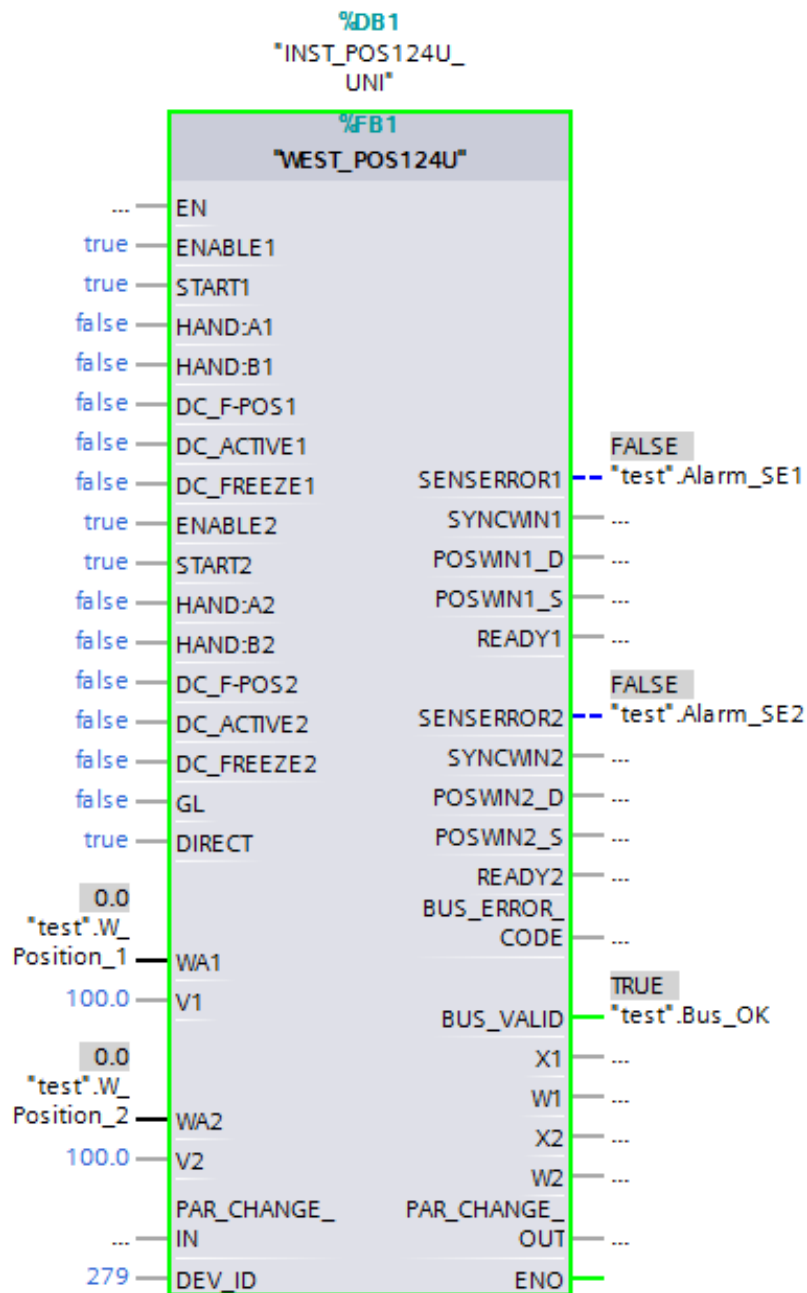 %DB1
"INST_POS124U_
UNI"
%FB1
"WEST_POS124U"
... EN
true ENABLE1
true START1
false HAND:A1
false HAND:B1
false DC_F-POS1
false DC_ACTIVE1
FALSE
false DC_FREEZE1 SENSERROR1 "test".Alarm_SE1
true ENABLE2 SYNCWIN1 ...
true START2 POSWIN1_D ...
false HAND:A2 POSWIN1_S ...
false HAND:B2 READY1 ...
false DC_F-POS2
FALSE
false DC_ACTIVE2 SENSERROR2 "test".Alarm_SE2
false DC_FREEZE2 SYNCWIN2 ...
false GL POSWIN2_D ...
true DIRECT POSWIN2_S ...
READY2 ...
0.0
"test".W_
Position_1 WA1
BUS_ERROR_
CODE ...
100.0 V1
TRUE
BUS_VALID "test".Bus_OK
0.0
"test".W_
Position_2 WA2
X1 ...
W1 ...
100.0 V2
X2 ...
W2 ...
PAR_CHANGE_ PAR_CHANGE_
... IN OUT ...
279 DEV_ID ENO